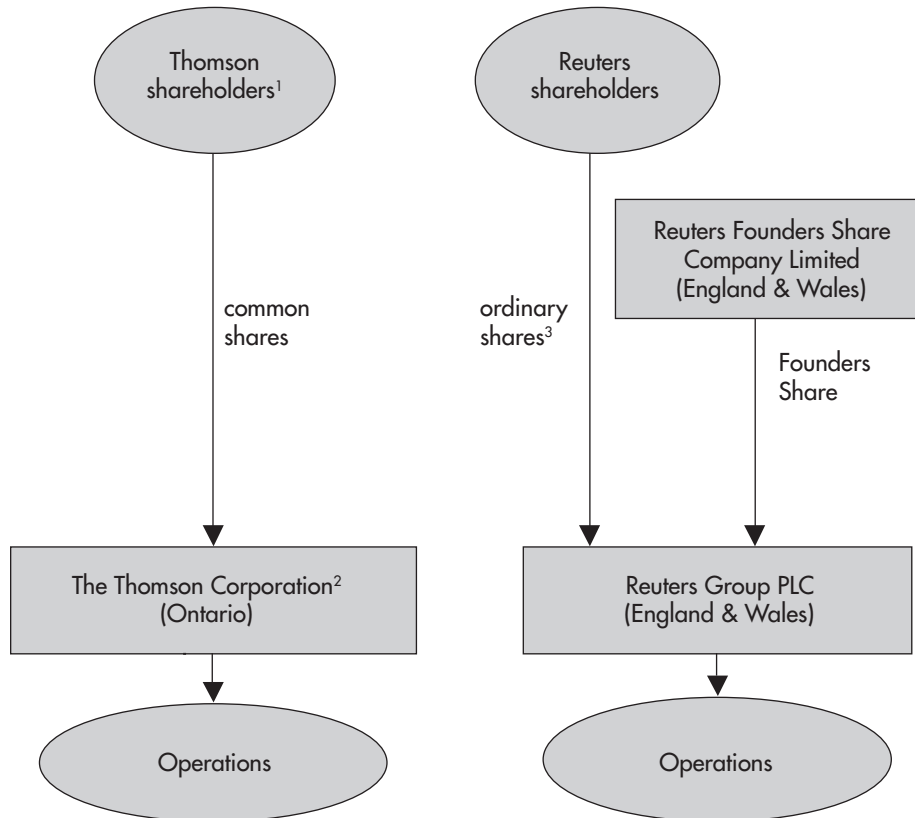 Thomson
shareholders¹
Reuters
shareholders
Reuters Founders Share
Company Limited
(England & Wales)
common
shares
ordinary
shares³
Founders
Share
The Thomson Corporation²
(Ontario)
Reuters Group PLC
(England & Wales)
Operations
Operations